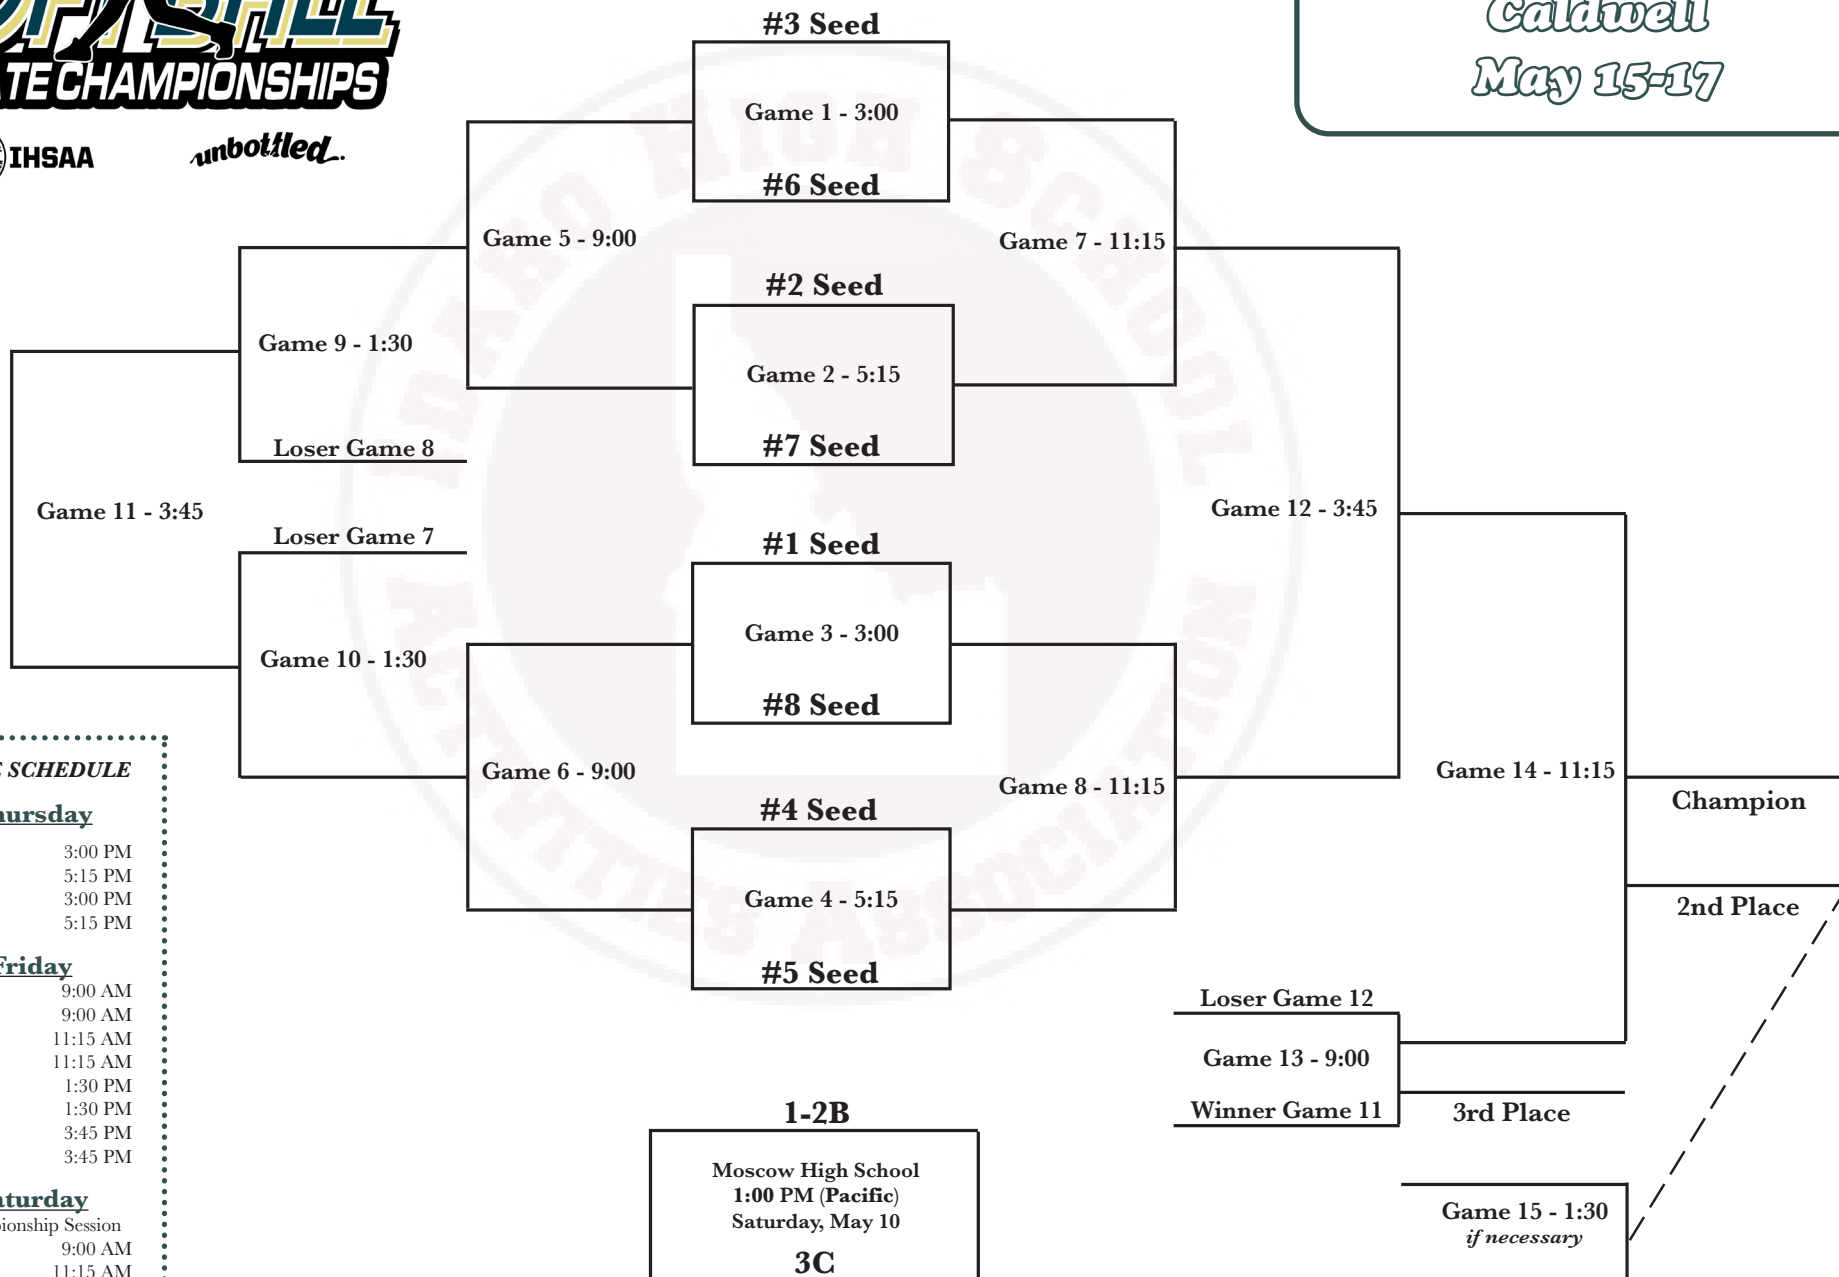 TE CHAMPIONSHIPS
IHSAA
unbottled
Caldwell
May 15-17
#3 Seed
Game 1 - 3:00
#6 Seed
Game 5 - 9:00
Game 7 - 11:15
#2 Seed
Game 9 - 1:30
Game 2 - 5:15
Loser Game 8
#7 Seed
Game 11 - 3:45
Game 12 - 3:45
Loser Game 7
#1 Seed
Game 3 - 3:00
Game 10 - 1:30
#8 Seed
Game 6 - 9:00
Game 8 - 11:15
Game 14 - 11:15
Champion
#4 Seed
Game 4 - 5:15
2nd Place
#5 Seed
Loser Game 12
Game 13 - 9:00
Winner Game 11
3rd Place
Game 15 - 1:30
if necessary
1-2B
Moscow High School
1:00 PM (Pacific)
Saturday, May 10
3C
SCHEDULE
ursday
3:00 PM
5:15 PM
3:00 PM
5:15 PM
Friday
9:00 AM
9:00 AM
11:15 AM
11:15 AM
1:30 PM
1:30 PM
3:45 PM
3:45 PM
turday
ionship Session
9:00 AM
11:15 AM
IDAHO HIGH SCHOOL
ACTIVITIES ASSOCIATION